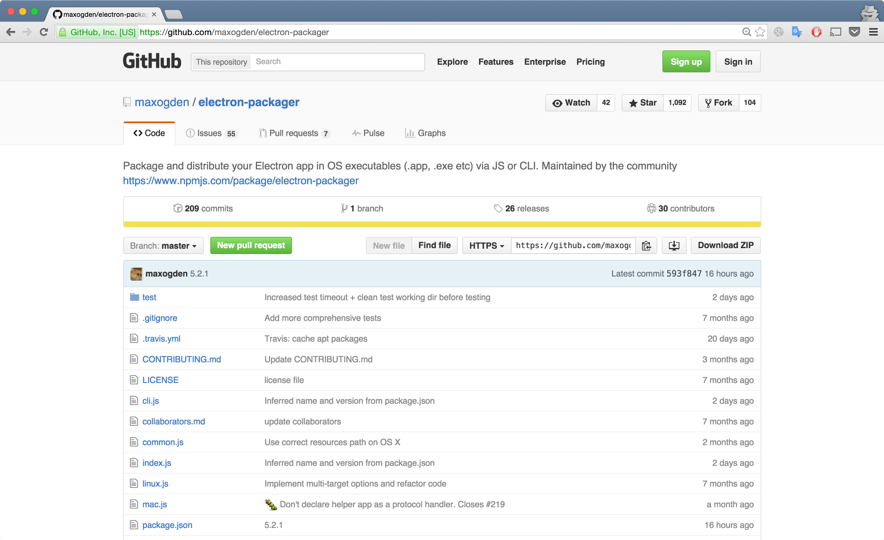 maxogden/electron-packag
GitHub, Inc. [US] https://github.com/maxogden/electron-packager
GitHub This repository Search Explore Features Enterprise Pricing Sign up Sign in
maxogden / electron-packager Watch 42 Star 1,092 Fork 104
Code Issues 55 Pull requests 7 Pulse Graphs
Package and distribute your Electron app in OS executables (.app, .exe etc) via JS or CLI. Maintained by the community
https://www.npmjs.com/package/electron-packager
209 commits 1 branch 26 releases 30 contributors
Branch: master New pull request New file Find file HTTPS https://github.com/maxog Download ZIP
maxogden 5.2.1 Latest commit 593f847 16 hours ago
test Increased test timeout + clean test working dir before testing 2 days ago
.gitignore Add more comprehensive tests 7 months ago
.travis.yml Travis: cache apt packages 20 days ago
CONTRIBUTING.md Update CONTRIBUTING.md 3 months ago
LICENSE license file 7 months ago
cli.js Inferred name and version from package.json 2 days ago
collaborators.md update collaborators 7 months ago
common.js Use correct resources path on OS X 2 months ago
index.js Inferred name and version from package.json 2 days ago
linux.js Implement multi-target options and refactor code 7 months ago
mac.js Don't declare helper app as a protocol handler. Closes #219 a month ago
package.json 5.2.1 16 hours ago